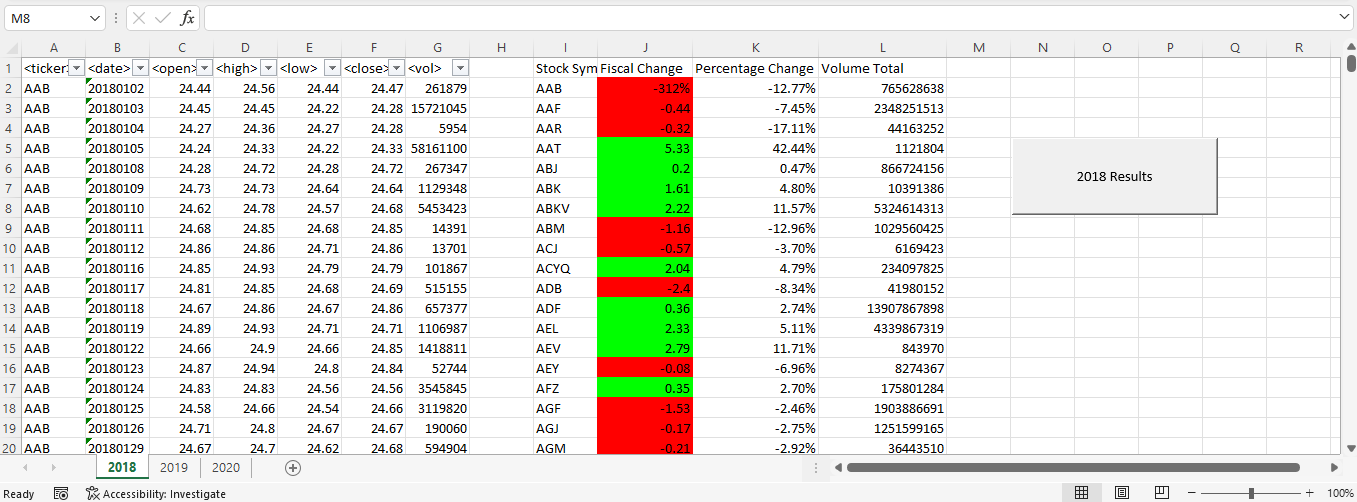 M8 fx
A B C D E F G H I J K L M N O P Q R
1 <ticker> <date> <open> <high> <low> <close> <vol> Stock Sym Fiscal Change Percentage Change Volume Total
2 AAB 20180102 24.44 24.56 24.44 24.47 261879 AAB -312% -12.77% 765628638
3 AAB 20180103 24.45 24.45 24.22 24.28 15721045 AAF -0.44 -7.45% 2348251513
4 AAB 20180104 24.27 24.36 24.27 24.28 5954 AAR -0.32 -17.11% 44163252
5 AAB 20180105 24.24 24.33 24.22 24.33 58161100 AAT 5.33 42.44% 1121804
6 AAB 20180108 24.28 24.72 24.28 24.72 267347 ABJ 0.2 0.47% 866724156
7 AAB 20180109 24.73 24.73 24.64 24.64 1129348 ABK 1.61 4.80% 10391386
2018 Results
8 AAB 20180110 24.62 24.78 24.57 24.68 5453423 ABKV 2.22 11.57% 5324614313
9 AAB 20180111 24.68 24.85 24.68 24.85 14391 ABM -1.16 -12.96% 1029560425
10 AAB 20180112 24.86 24.86 24.71 24.86 13701 ACJ -0.57 -3.70% 6169423
11 AAB 20180116 24.85 24.93 24.79 24.79 101867 ACYQ 2.04 4.79% 234097825
12 AAB 20180117 24.81 24.85 24.68 24.69 515155 ADB -2.4 -8.34% 41980152
13 AAB 20180118 24.67 24.86 24.67 24.86 657377 ADF 0.36 2.74% 13907867898
14 AAB 20180119 24.89 24.93 24.71 24.71 1106987 AEL 2.33 5.11% 4339867319
15 AAB 20180122 24.66 24.9 24.66 24.85 1418811 AEV 2.79 11.71% 843970
16 AAB 20180123 24.87 24.94 24.8 24.84 52744 AEY -0.08 -6.96% 8274367
17 AAB 20180124 24.83 24.83 24.56 24.56 3545845 AFZ 0.35 2.70% 175801284
18 AAB 20180125 24.58 24.66 24.54 24.66 3119820 AGF -1.53 -2.46% 1903886691
19 AAB 20180126 24.71 24.8 24.67 24.67 190060 AGJ -0.17 -2.75% 1251599165
20 AAB 20180129 24.67 24.7 24.62 24.68 594904 AGM -0.21 -2.92% 36443510
2018 2019 2020
Ready Accessibility: Investigate 100%